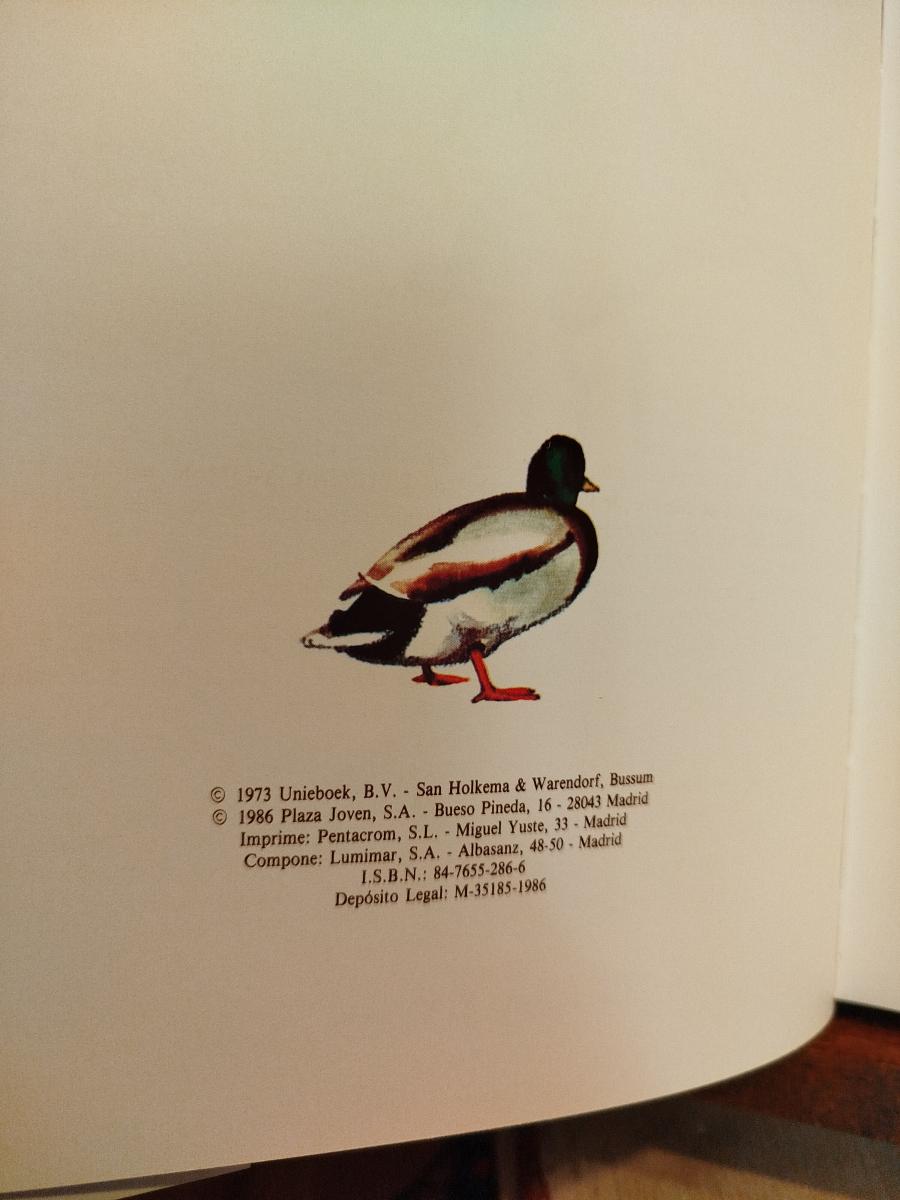 © 1973 Unieboek, B.V. - San Holkema & Warendorf, Bussum
© 1986 Plaza Joven, S.A. - Bueso Pineda, 16 - 28043 Madrid
Imprime: Pentacrom, S.L. - Miguel Yuste, 33 - Madrid
Compone: Lumimar, S.A. - Albasanz, 48-50 - Madrid
I.S.B.N.: 84-7655-286-6
Depósito Legal: M-35185-1986